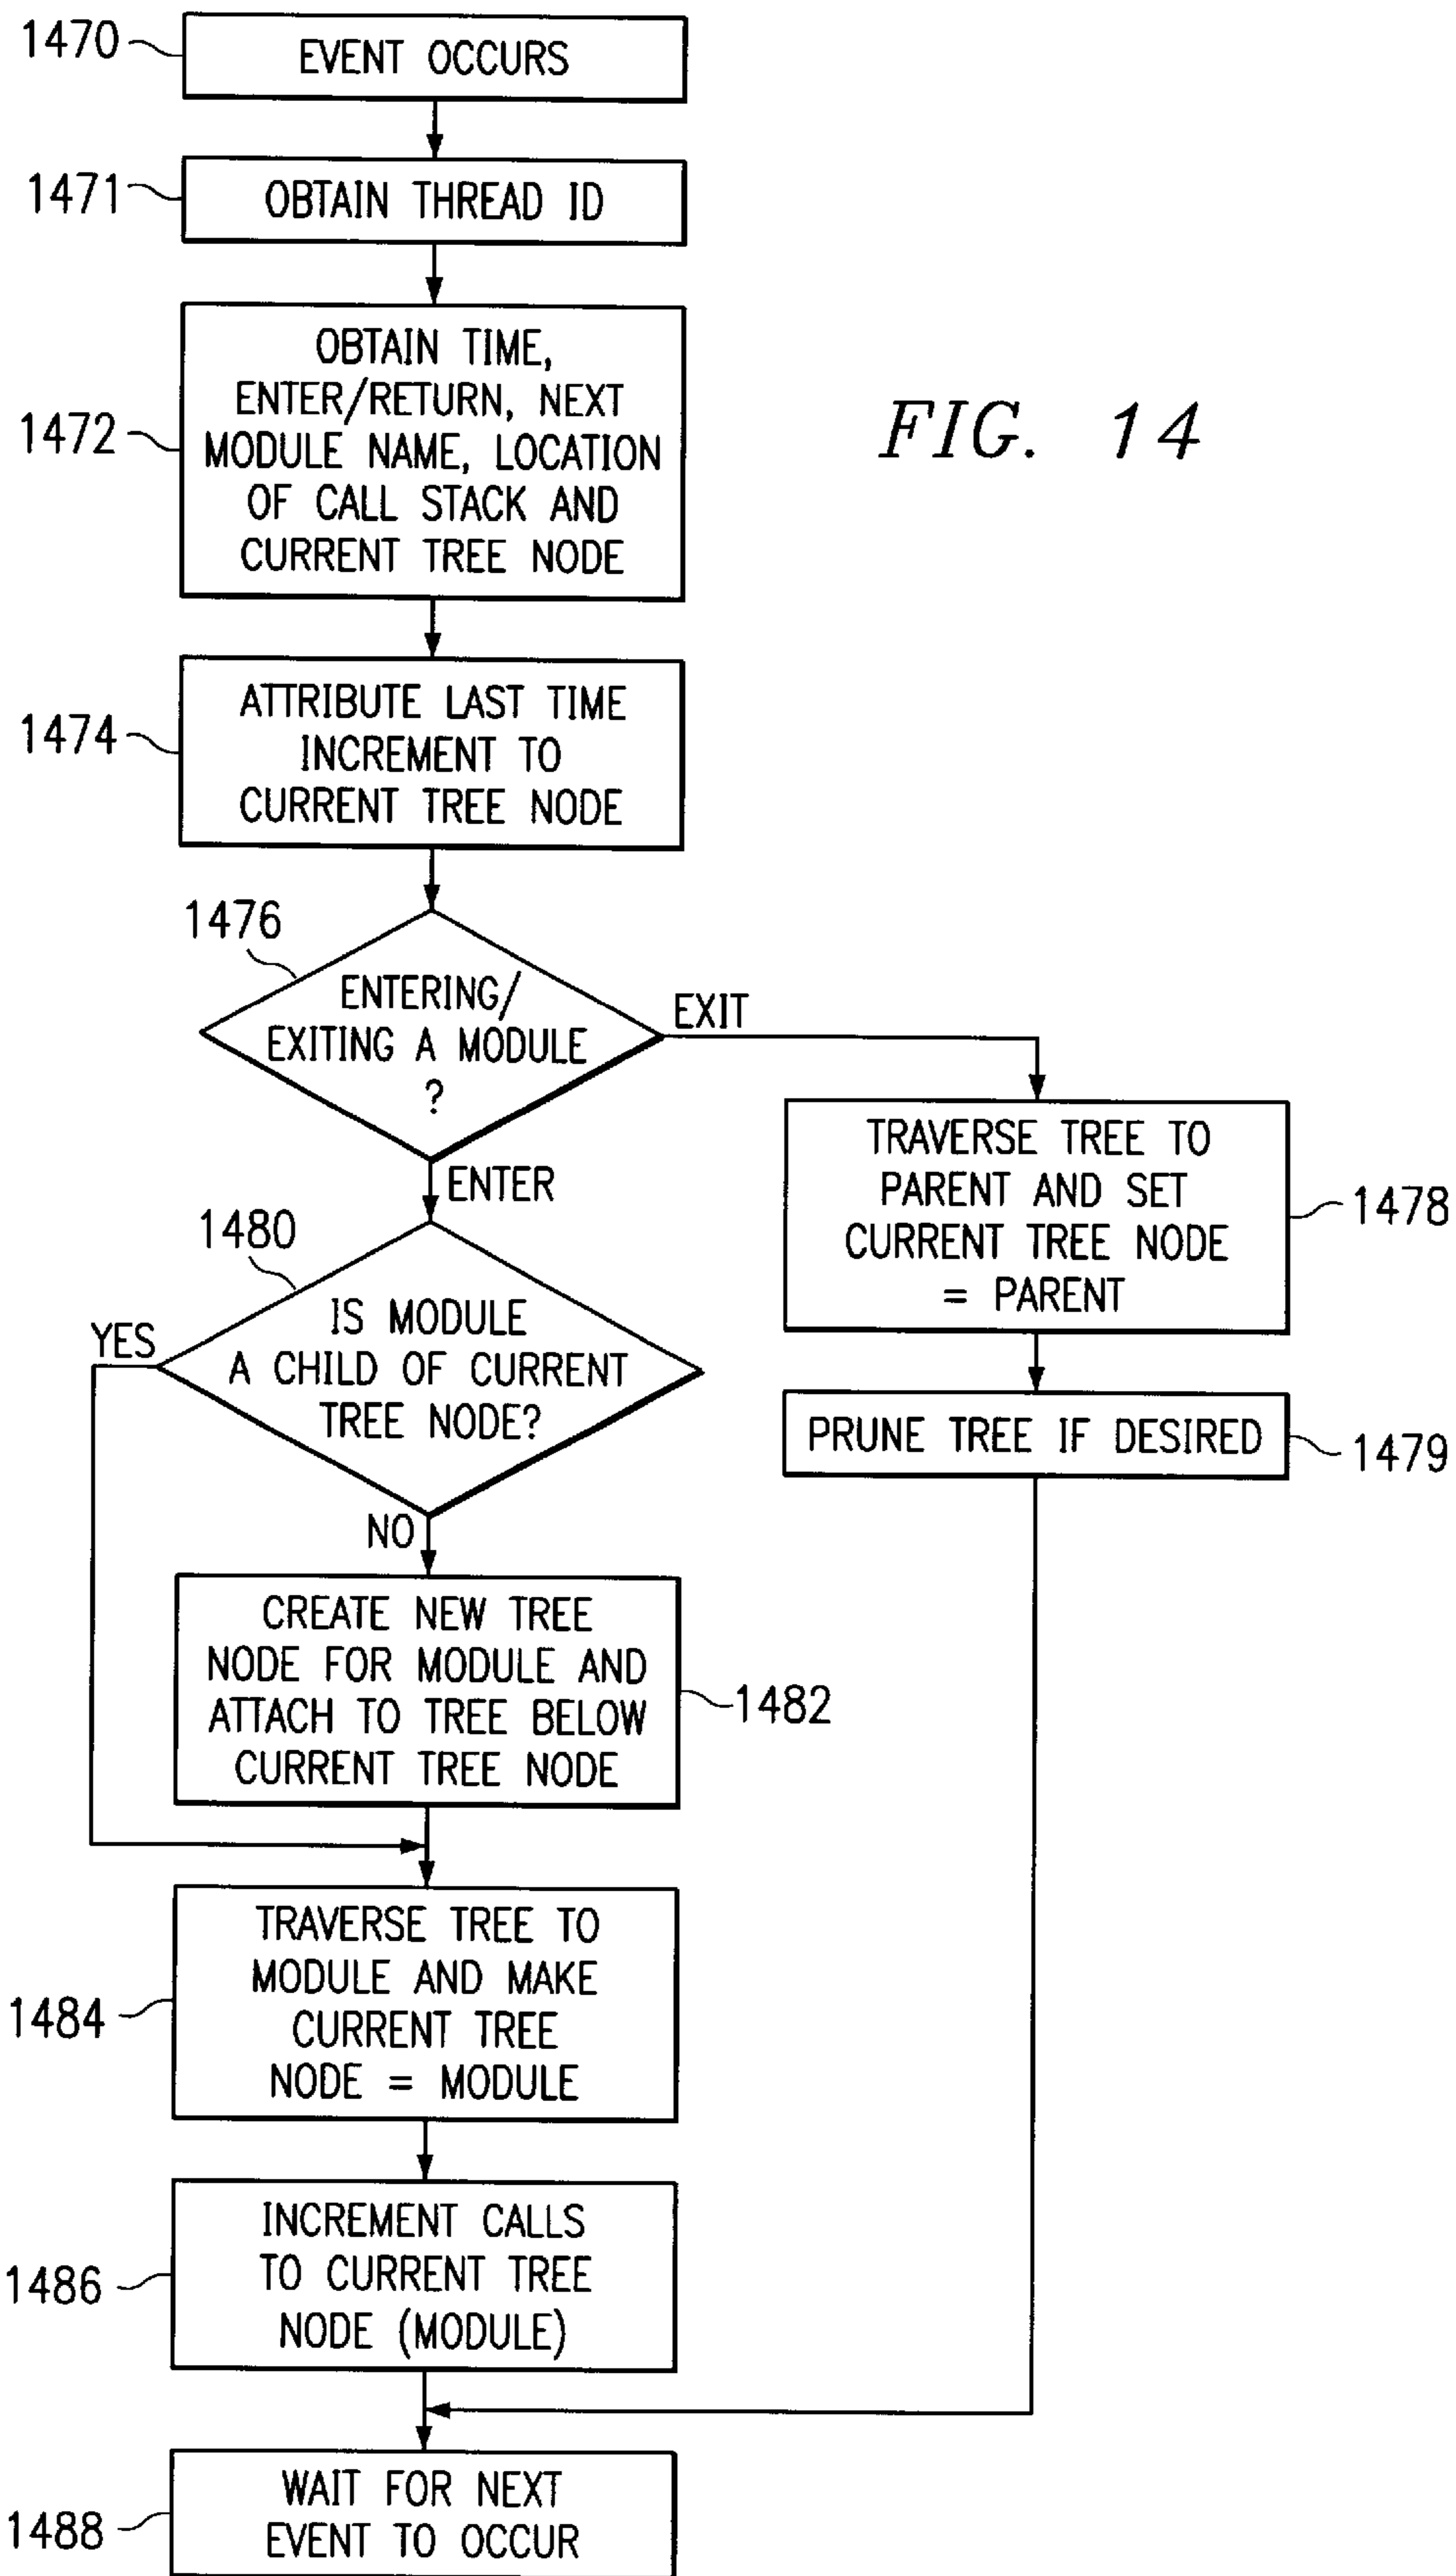 1470
EVENT OCCURS
1471
OBTAIN THREAD ID
1472
OBTAIN TIME,
ENTER/RETURN, NEXT
MODULE NAME, LOCATION
OF CALL STACK AND
CURRENT TREE NODE
FIG. 14
1474
ATTRIBUTE LAST TIME
INCREMENT TO
CURRENT TREE NODE
1476
ENTERING/
EXITING A MODULE
?
EXIT
ENTER
TRAVERSE TREE TO
PARENT AND SET
CURRENT TREE NODE
= PARENT
1478
PRUNE TREE IF DESIRED
1479
1480
IS MODULE
A CHILD OF CURRENT
TREE NODE?
YES
NO
CREATE NEW TREE
NODE FOR MODULE AND
ATTACH TO TREE BELOW
CURRENT TREE NODE
1482
1484
TRAVERSE TREE TO
MODULE AND MAKE
CURRENT TREE
NODE = MODULE
1486
INCREMENT CALLS
TO CURRENT TREE
NODE (MODULE)
1488
WAIT FOR NEXT
EVENT TO OCCUR